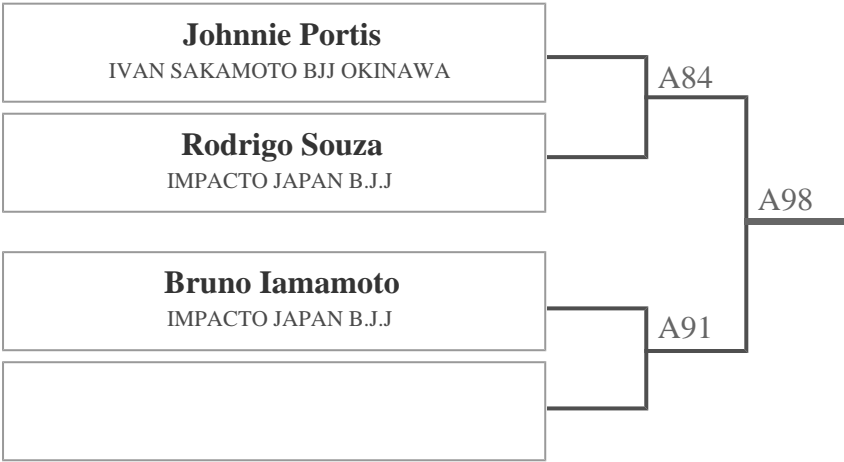 Johnnie Portis
IVAN SAKAMOTO BJJ OKINAWA
A84
Rodrigo Souza
IMPACTO JAPAN B.J.J
A98
Bruno Iamamoto
IMPACTO JAPAN B.J.J
A91